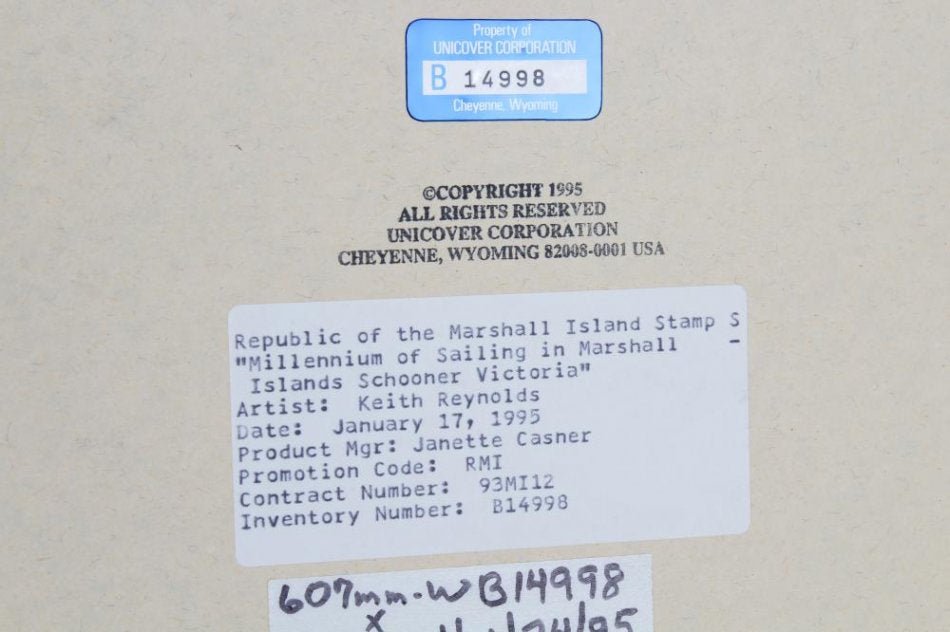 Property of
UNICOVER CORPORATION
B 14998
Cheyenne, Wyoming
©COPYRIGHT 1995
ALL RIGHTS RESERVED
UNICOVER CORPORATION
CHEYENNE, WYOMING 82008-0001 USA
Republic of the Marshall Island Stamp S
"Millennium of Sailing in Marshall -
Islands Schooner Victoria"
Artist: Keith Reynolds
Date: January 17, 1995
Product Mgr: Janette Casner
Promotion Code: RMI
Contract Number: 93MI12
Inventory Number: B14998
607mm-W B14998
x